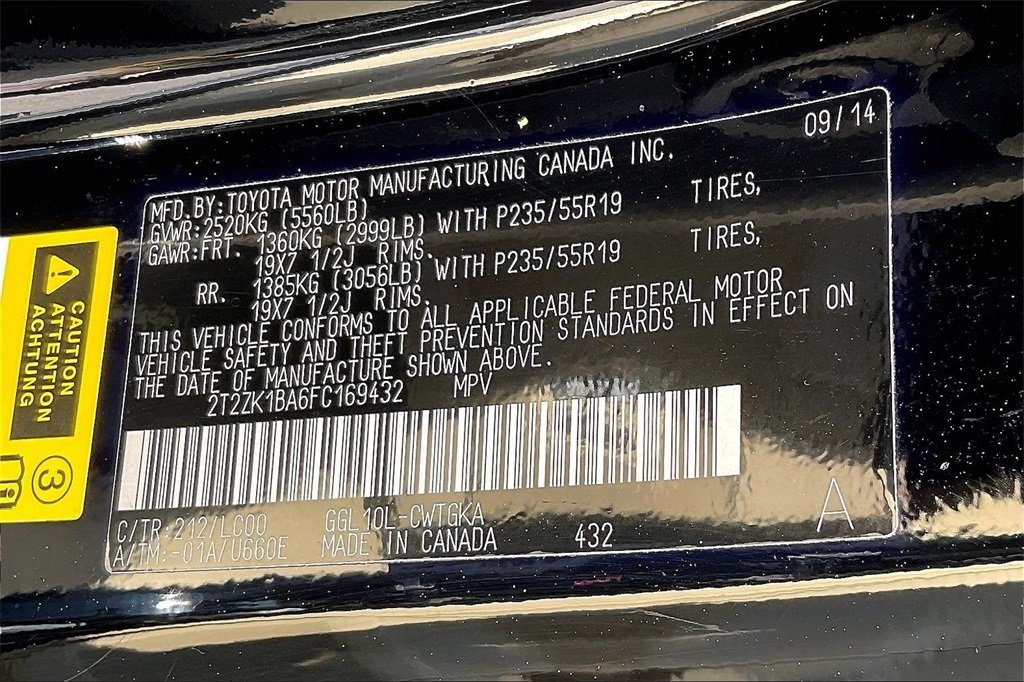 09/14
MFD.BY:TOYOTA MOTOR MANUFACTURING CANADA INC.
GVWR:2520KG (5560LB)
GAWR:FRT. 1360KG (2999LB) WITH P235/55R19 TIRES,
19X7 1/2J RIMS.
RR. 1385KG (3056LB) WITH P235/55R19 TIRES,
19X7 1/2J RIMS.
THIS VEHICLE CONFORMS TO ALL APPLICABLE FEDERAL MOTOR
VEHICLE SAFETY AND THEFT PREVENTION STANDARDS IN EFFECT ON
THE DATE OF MANUFACTURE SHOWN ABOVE.
2T2ZK1BA6FC169432 MPV
C/TR:212/LC00 GGL10L-CWTGKA A
A/TM:-01A/U660E MADE IN CANADA 432
CAUTION
ATTENTION
ACHTUNG
3